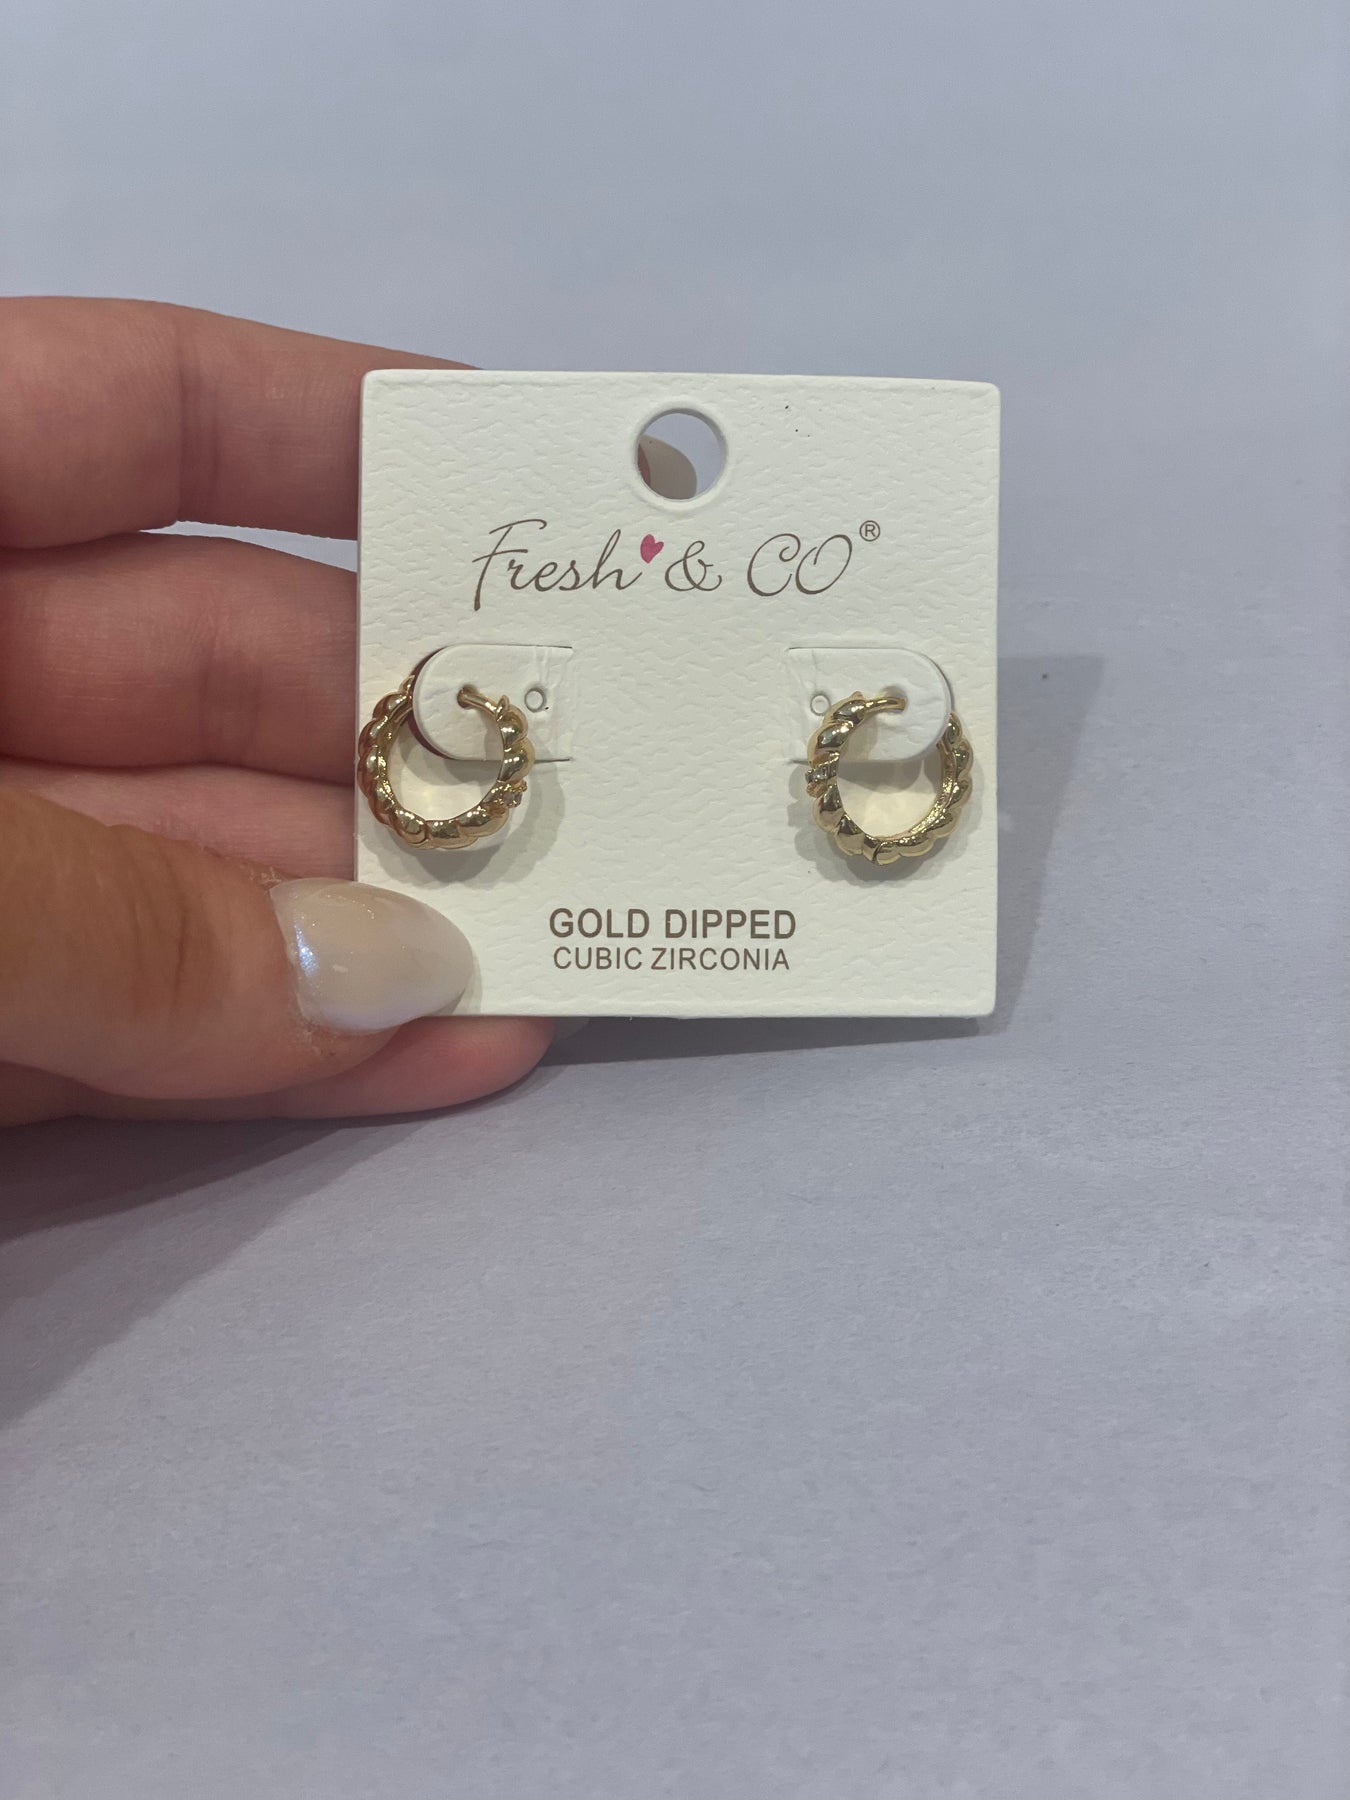 Fresh & CO®
GOLD DIPPED
CUBIC ZIRCONIA